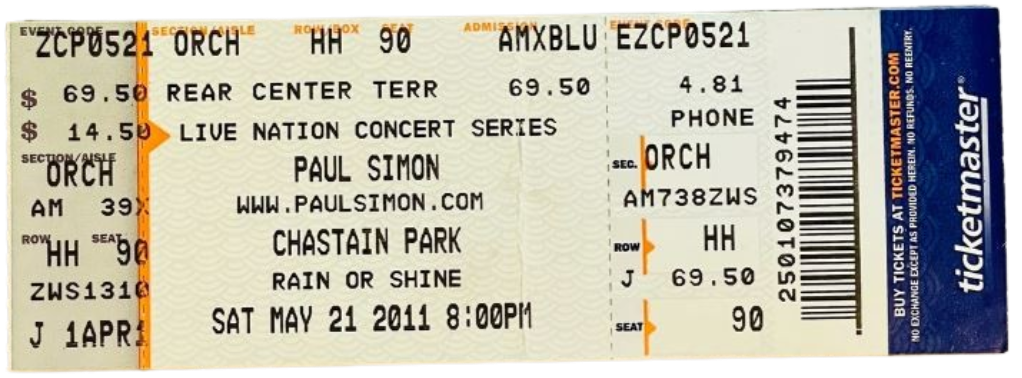 EVENT CODE SECTION/AISLE ROW/BOX SEAT ADMISSION EVENT CODE
ZCP0521 ORCH HH 90 AMXBLU EZCP0521
$ 69.50 REAR CENTER TERR 69.50 4.81
$ 14.50 LIVE NATION CONCERT SERIES PHONE
SECTION/AISLE
ORCH PAUL SIMON SEC. ORCH
AM 39X WWW.PAULSIMON.COM AM738ZWS
ROW SEAT
HH 90 CHASTAIN PARK ROW HH
ZWS1310 RAIN OR SHINE J 69.50
J 1APR1 SAT MAY 21 2011 8:00PM SEAT 90
250107379474
BUY TICKETS AT TICKETMASTER.COM
NO EXCHANGE EXCEPT AS PROVIDED HEREIN. NO REFUNDS. NO REENTRY.
ticketmaster®